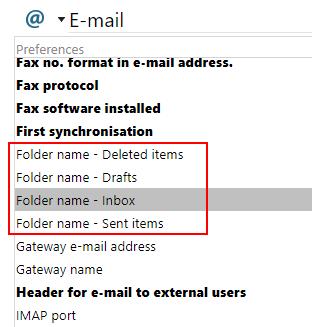 @ E-mail
Preferences
Fax no. format in e-mail address.
Fax protocol
Fax software installed
First synchronisation
Folder name - Deleted items
Folder name - Drafts
Folder name - Inbox
Folder name - Sent items
Gateway e-mail address
Gateway name
Header for e-mail to external users
IMAP port